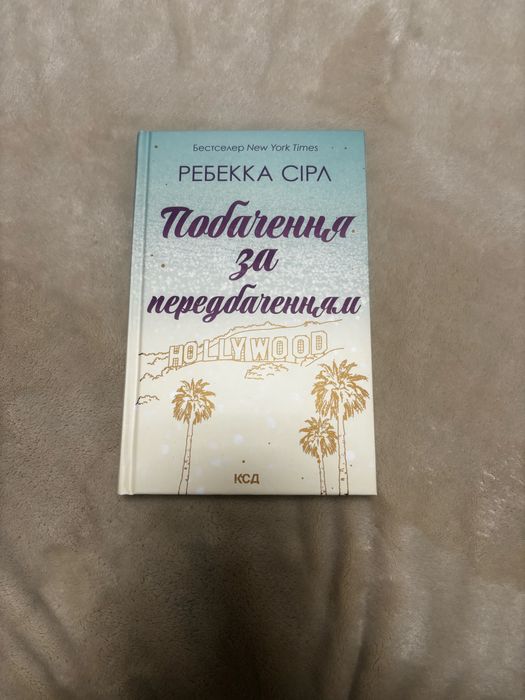 Бестселер New York Times
РЕБЕККА СІРЛ
Побачення
за
передбаченням
HOLLYWOOD
КСД